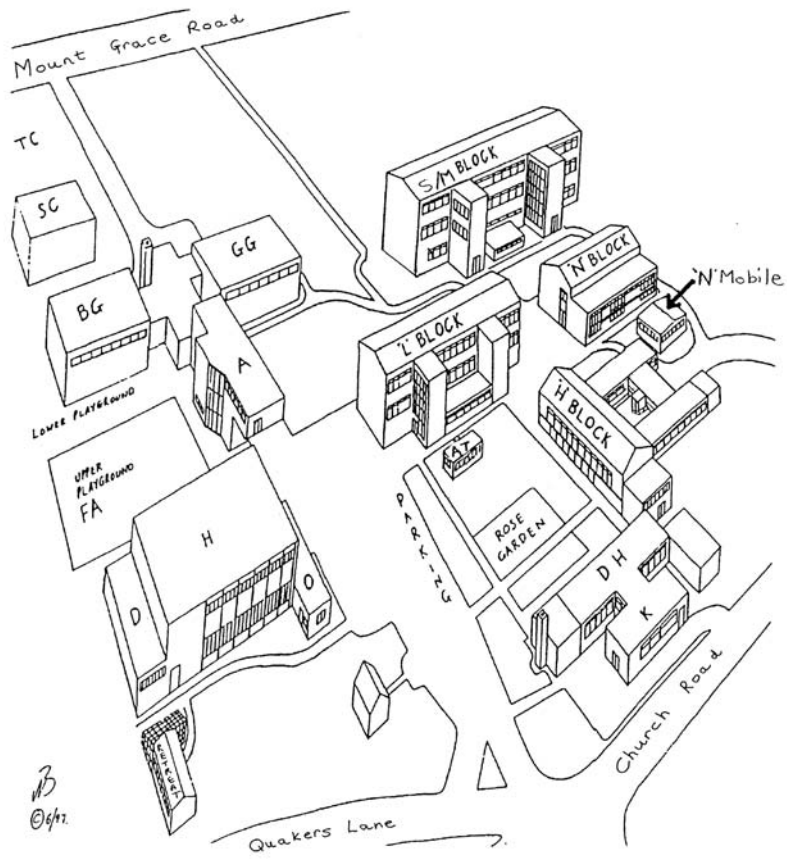 Mount Grace Road
TC
SC
S/M BLOCK
GG
'N' BLOCK
'N' Mobile
BG
A
'L' BLOCK
LOWER PLAYGROUND
'H' BLOCK
UPPER
PLAYGROUND
FA
A.T
PARKING
ROSE
GARDEN
H
D H
O
D
K
Church Road
© 6/97.
Quakers Lane